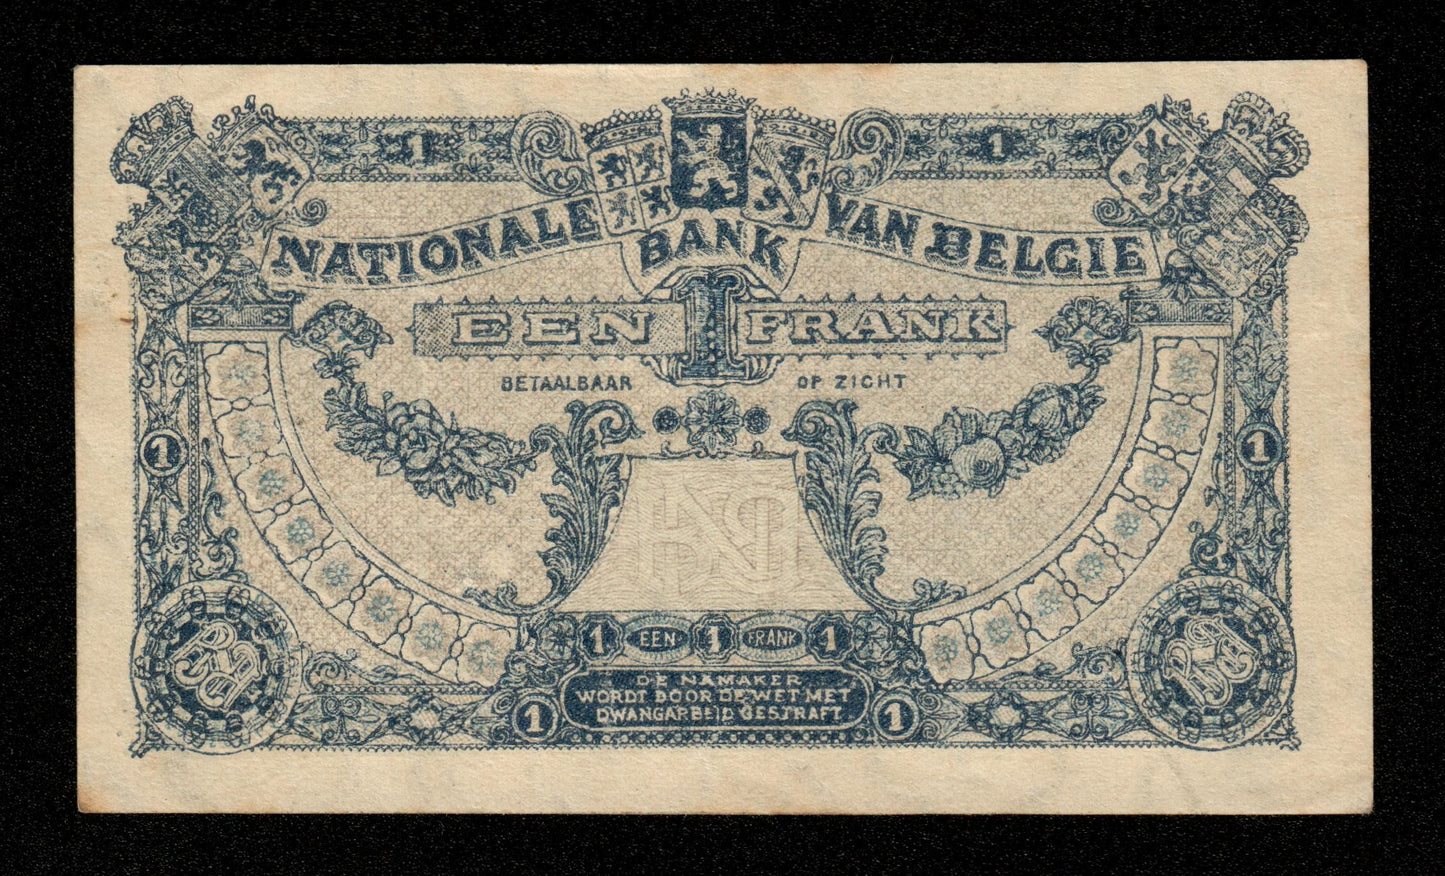 1 1
NATIONALE BANK VAN BELGIE
EEN 1 FRANK
BETAALBAAR OP ZICHT
1 1
1 EEN 1 FRANK 1
DE NAMAKER
WORDT DOOR DE WET MET
DWANGARBEID GESTRAFT
1 1